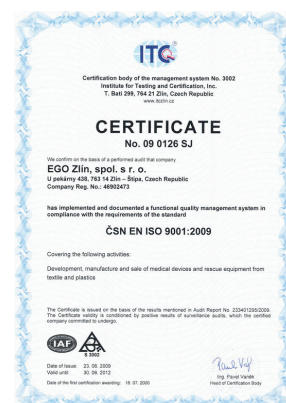 ITC
Certification body of the management system No. 3002
Institute for Testing and Certification, Inc.
T. Bati 299, 764 21 Zlín, Czech Republic
www.itczlin.cz
CERTIFICATE
No. 09 0126 SJ
We confirm on the basis of a performed audit that company
EGO Zlín, spol. s r. o.
U pekárny 438, 763 14 Zlín – Štípa, Czech Republic
Company Reg. No.: 46902473
has implemented and documented a functional quality management system in
compliance with the requirements of the standard
ČSN EN ISO 9001:2009
Covering the following activities:
Development, manufacture and sale of medical devices and rescue equipment from
textile and plastics
The Certificate is issued on the basis of the results mentioned in Audit Report No. 233401295/2009.
The Certificate validity is conditioned by positive results of surveillance audits, which the certified
company committed to undergo.
IAF
S 3002
Date of Issue: 23. 06. 2009
Valid until: 30. 06. 2012
Ing. Pavel Vaněk
Date of the first certification awarding: 18. 07. 2000
Head of Certification Body